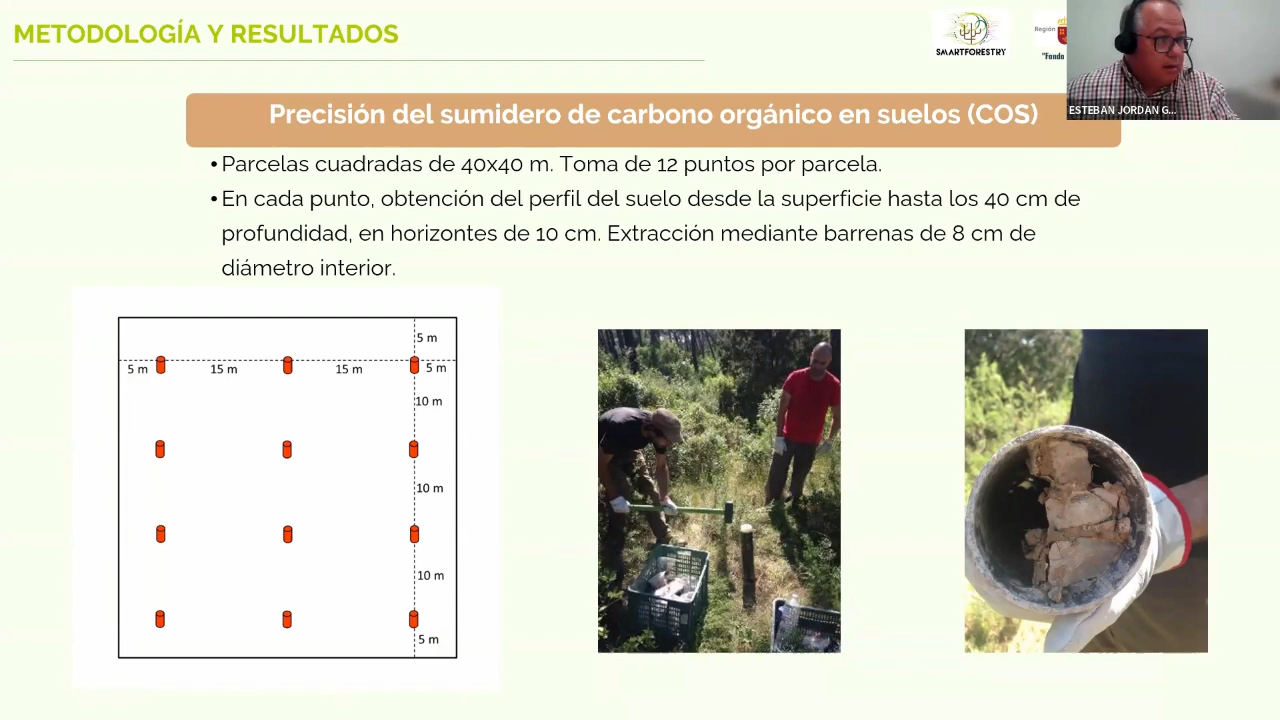 METODOLOGÍA Y RESULTADOS
SMARTFORESTRY
Región
"Fondo
ESTEBAN JORDAN G...
Precisión del sumidero de carbono orgánico en suelos (COS)
• Parcelas cuadradas de 40x40 m. Toma de 12 puntos por parcela.
• En cada punto, obtención del perfil del suelo desde la superficie hasta los 40 cm de
profundidad, en horizontes de 10 cm. Extracción mediante barrenas de 8 cm de
diámetro interior.
5 m
5 m 15 m 15 m 5 m
10 m
10 m
10 m
5 m